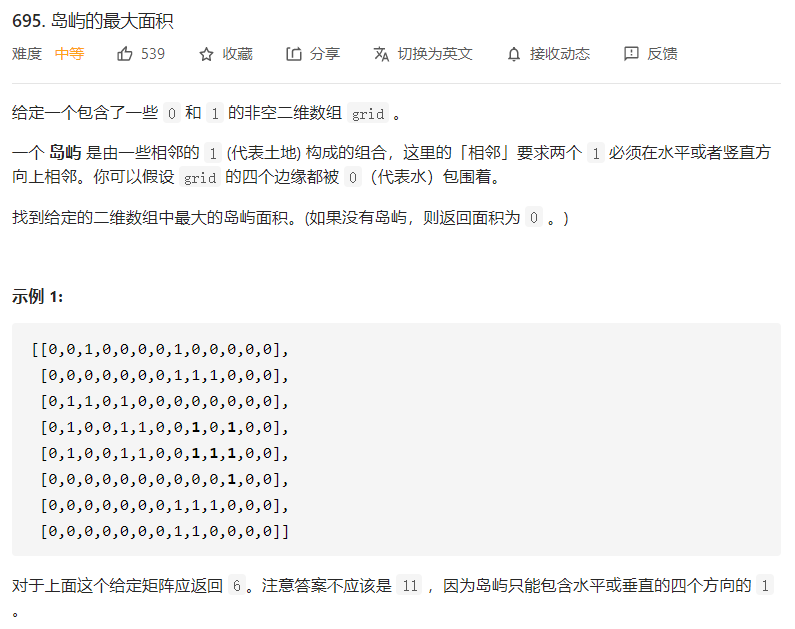 695. 岛屿的最大面积
难度 中等 539 收藏 分享 切换为英文 接收动态 反馈
给定一个包含了一些 0 和 1 的非空二维数组 grid 。
一个 岛屿 是由一些相邻的 1 (代表土地) 构成的组合，这里的「相邻」要求两个 1 必须在水平或者竖直方
向上相邻。你可以假设 grid 的四个边缘都被 0（代表水）包围着。
找到给定的二维数组中最大的岛屿面积。(如果没有岛屿，则返回面积为 0 。)
示例 1:
[[0,0,1,0,0,0,0,1,0,0,0,0,0],
[0,0,0,0,0,0,0,1,1,1,0,0,0],
[0,1,1,0,1,0,0,0,0,0,0,0,0],
[0,1,0,0,1,1,0,0,1,0,1,0,0],
[0,1,0,0,1,1,0,0,1,1,1,0,0],
[0,0,0,0,0,0,0,0,0,0,1,0,0],
[0,0,0,0,0,0,0,1,1,1,0,0,0],
[0,0,0,0,0,0,0,1,1,0,0,0,0]]
对于上面这个给定矩阵应返回 6。注意答案不应该是 11 ，因为岛屿只能包含水平或垂直的四个方向的 1
。